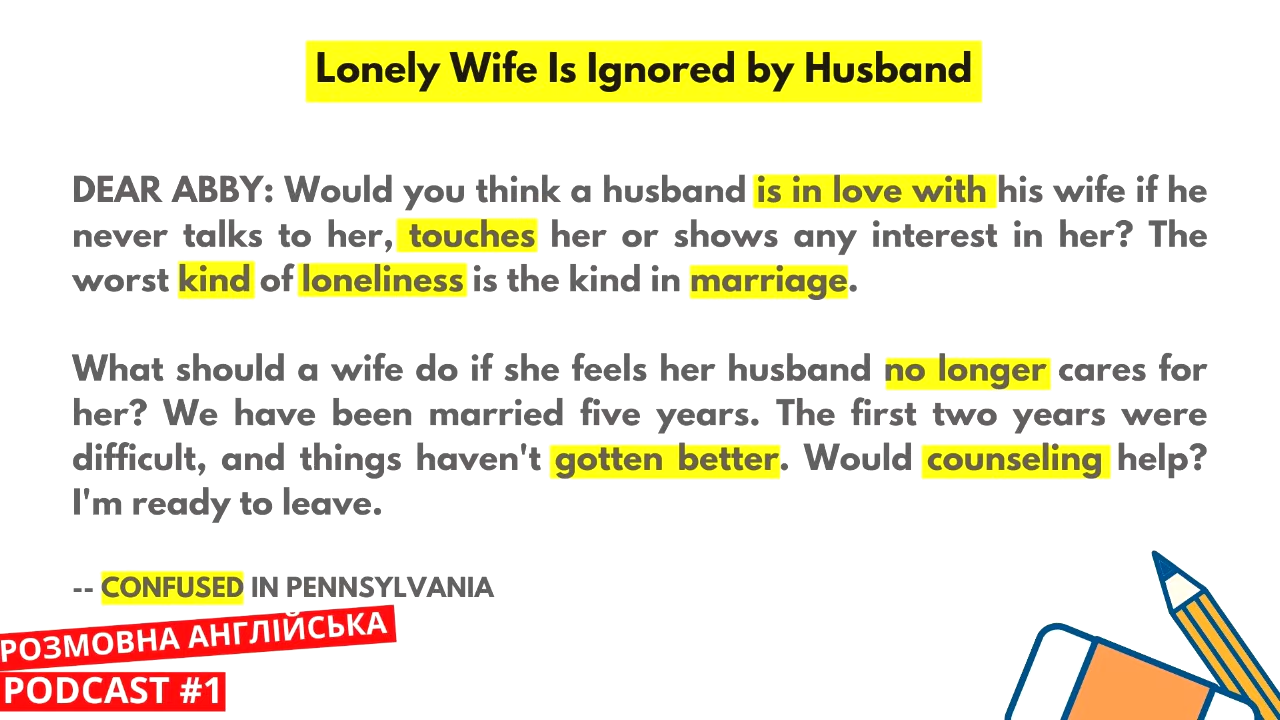 Lonely Wife Is Ignored by Husband
DEAR ABBY: Would you think a husband is in love with his wife if he
never talks to her, touches her or shows any interest in her? The
worst kind of loneliness is the kind in marriage.
What should a wife do if she feels her husband no longer cares for
her? We have been married five years. The first two years were
difficult, and things haven't gotten better. Would counseling help?
I'm ready to leave.
-- CONFUSED IN PENNSYLVANIA
РОЗМОВНА АНГЛІЙСЬКА
PODCAST #1